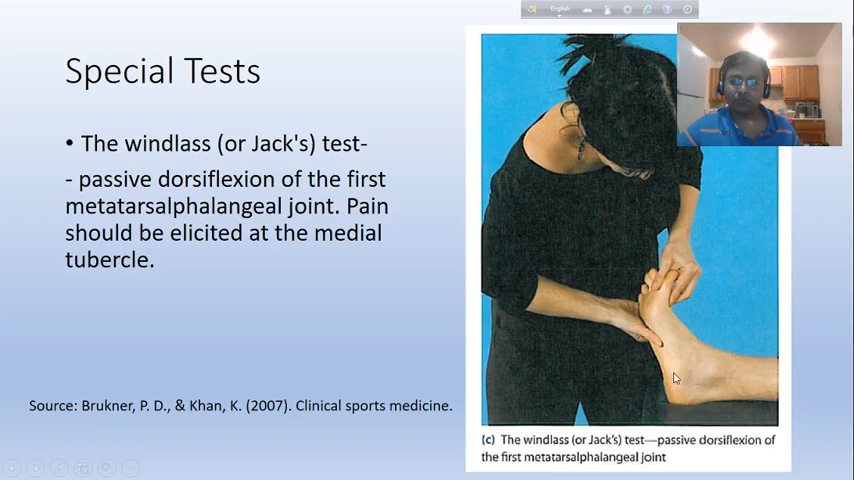 English
Special Tests
• The windlass (or Jack's) test-
- passive dorsiflexion of the first
metatarsalphalangeal joint. Pain
should be elicited at the medial
tubercle.
Source: Brukner, P. D., & Khan, K. (2007). Clinical sports medicine.
(c) The windlass (or Jack's) test—passive dorsiflexion of
the first metatarsalphalangeal joint